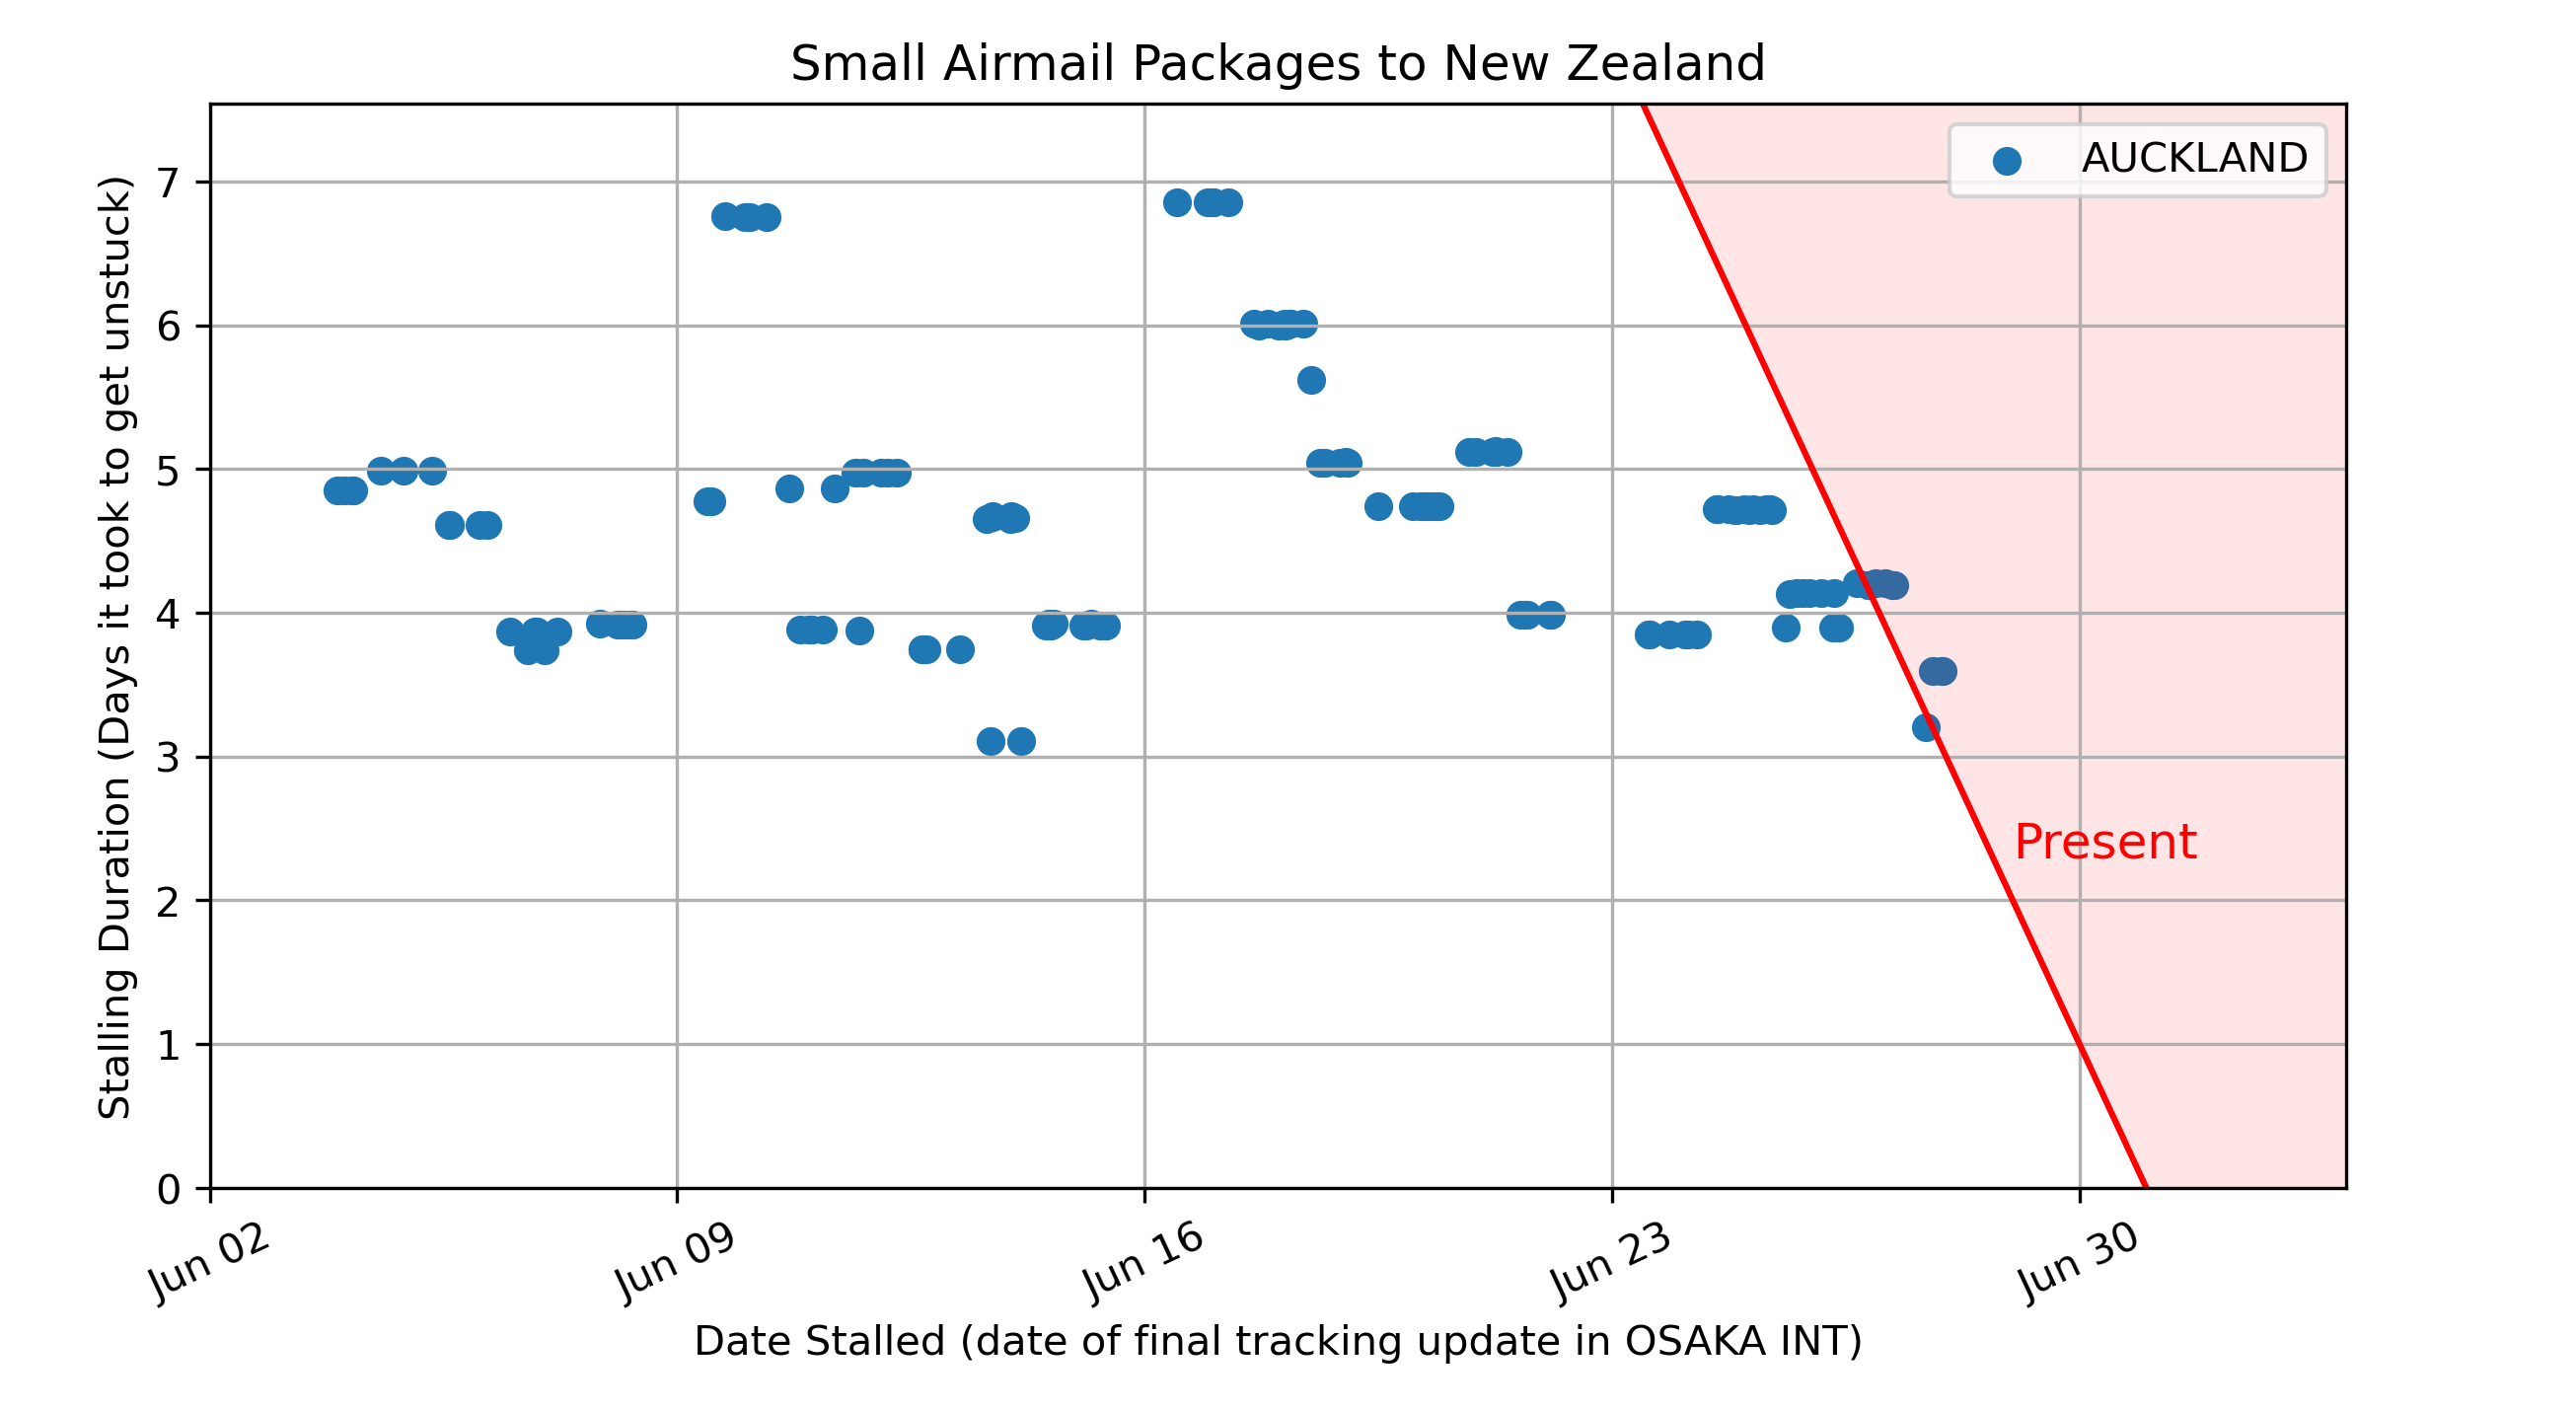 Small Airmail Packages to New Zealand
AUCKLAND
Stalling Duration (Days it took to get unstuck)
7
6
5
4
3
2
1
0
Present
Jun 02
Jun 09
Jun 16
Jun 23
Jun 30
Date Stalled (date of final tracking update in OSAKA INT)